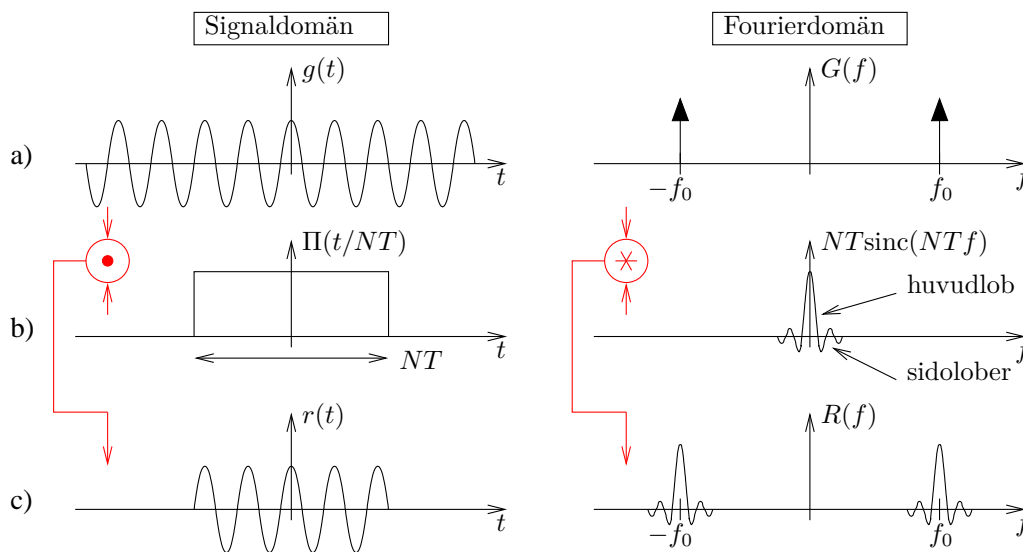 Signaldomän
Fourierdomän
g(t)
G(f)
a)
t
−f₀
f₀
f
Π(t/NT)
NTsinc(NTf)
huvudlob
b)
t
f
NT
sidolober
r(t)
R(f)
c)
t
−f₀
f₀
f